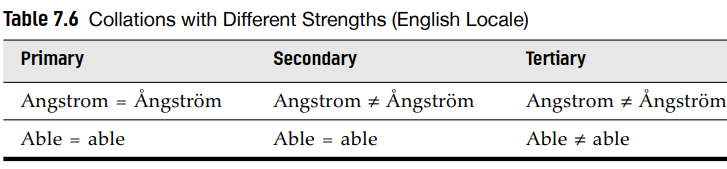 Table 7.6 Collations with Different Strengths (English Locale)
Primary Secondary Tertiary
Angstrom = Ångström Angstrom ≠ Ångström Angstrom ≠ Ångström
Able = able Able = able Able ≠ able